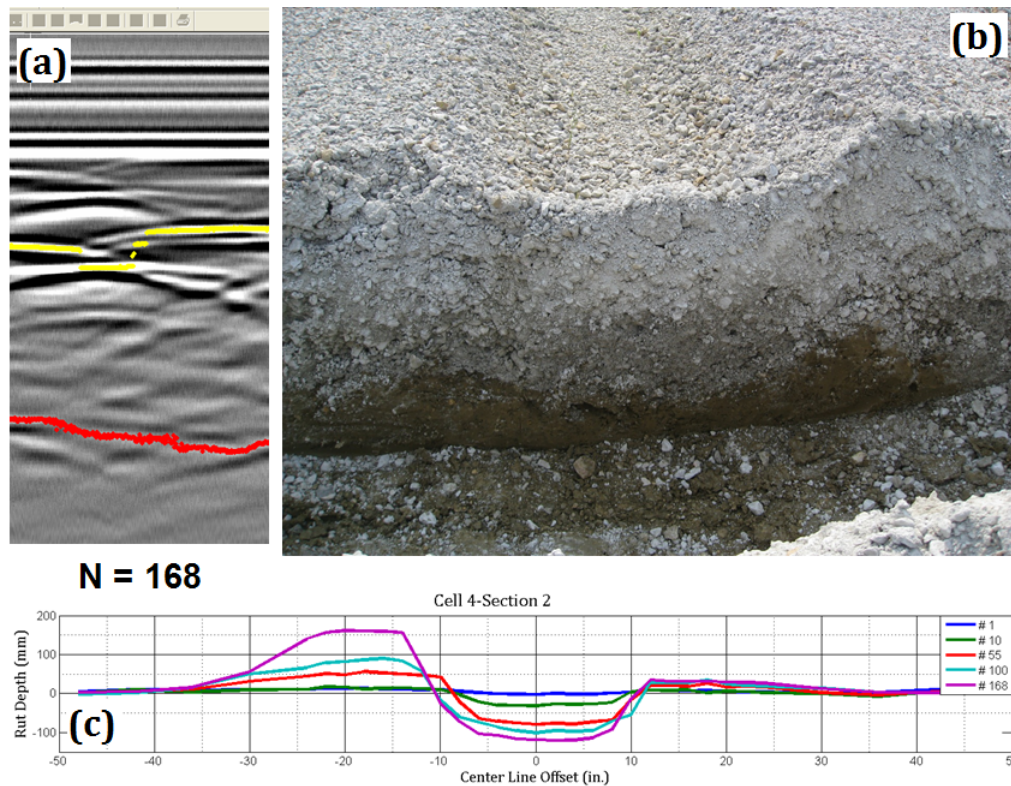 (a)
(b)
N = 168
Cell 4-Section 2
Rut Depth (mm)
200
100
0
-100
# 1
# 10
# 55
# 100
# 168
(c)
-50 -40 -30 -20 -10 0 10 20 30 40 50
Center Line Offset (in.)